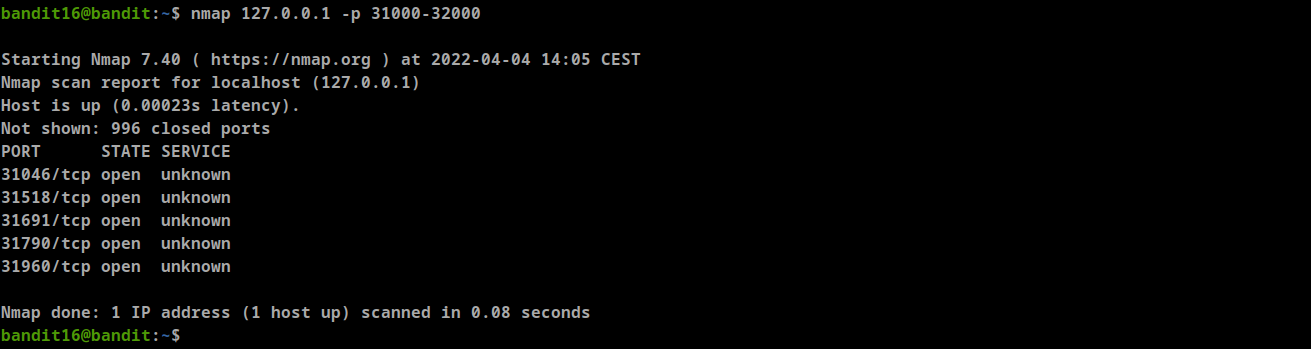 bandit16@bandit:~$ nmap 127.0.0.1 -p 31000-32000
Starting Nmap 7.40 ( https://nmap.org ) at 2022-04-04 14:05 CEST
Nmap scan report for localhost (127.0.0.1)
Host is up (0.00023s latency).
Not shown: 996 closed ports
PORT      STATE SERVICE
31046/tcp open  unknown
31518/tcp open  unknown
31691/tcp open  unknown
31790/tcp open  unknown
31960/tcp open  unknown
Nmap done: 1 IP address (1 host up) scanned in 0.08 seconds
bandit16@bandit:~$